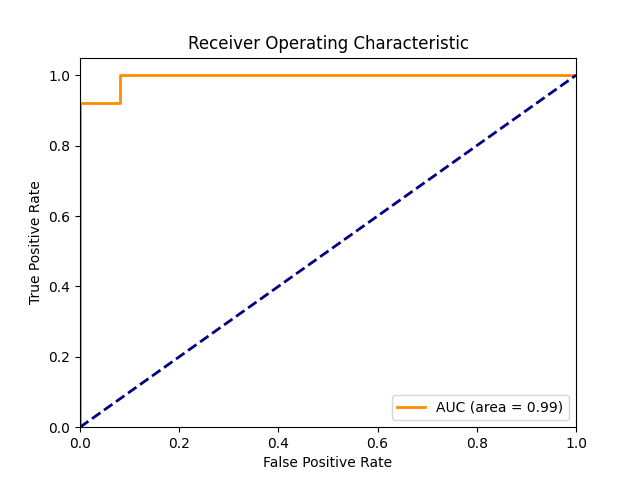 Receiver Operating Characteristic
1.0
0.8
0.6
0.4
0.2
0.0
True Positive Rate
AUC (area = 0.99)
0.0 0.2 0.4 0.6 0.8 1.0
False Positive Rate